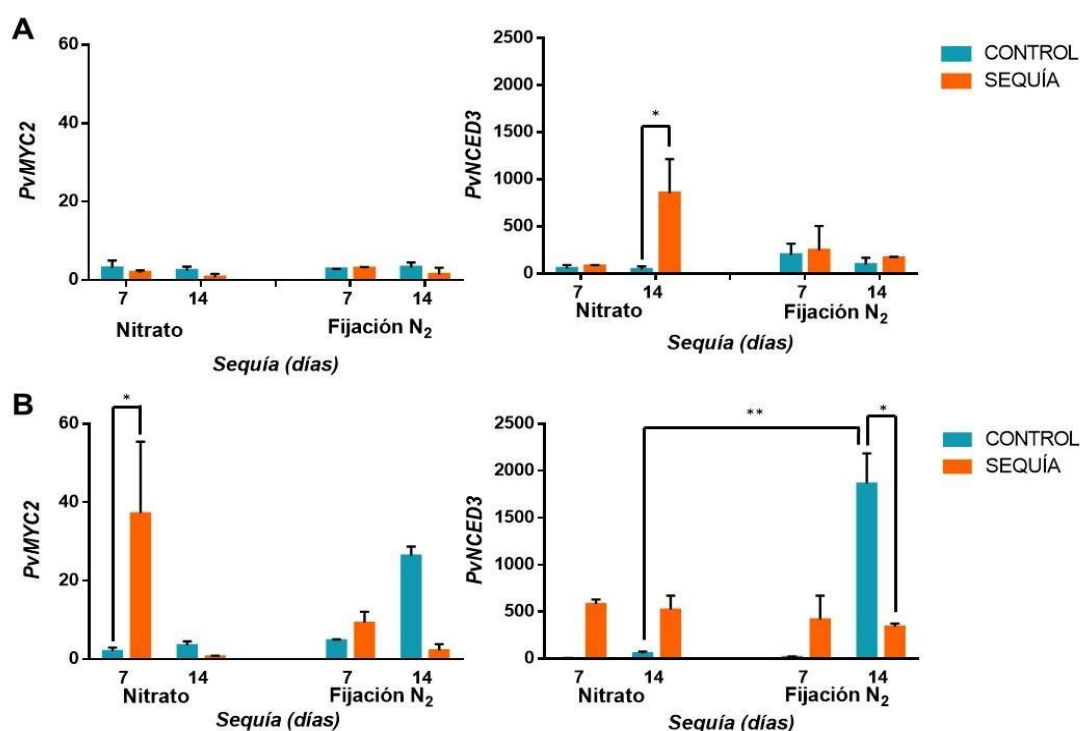 A
PvMYC2
60
40
20
0
7
14
7
14
Nitrato
Fijación N2
Sequía (días)
PvNCED3
2500
2000
1500
1000
500
0
*
7
14
7
14
Nitrato
Fijación N2
Sequía (días)
CONTROL
SEQUÍA
B
PvMYC2
60
40
20
0
*
7
14
7
14
Nitrato
Fijación N2
Sequía (días)
PvNCED3
2500
2000
1500
1000
500
0
**
*
7
14
7
14
Nitrato
Fijación N2
Sequía (días)
CONTROL
SEQUÍA